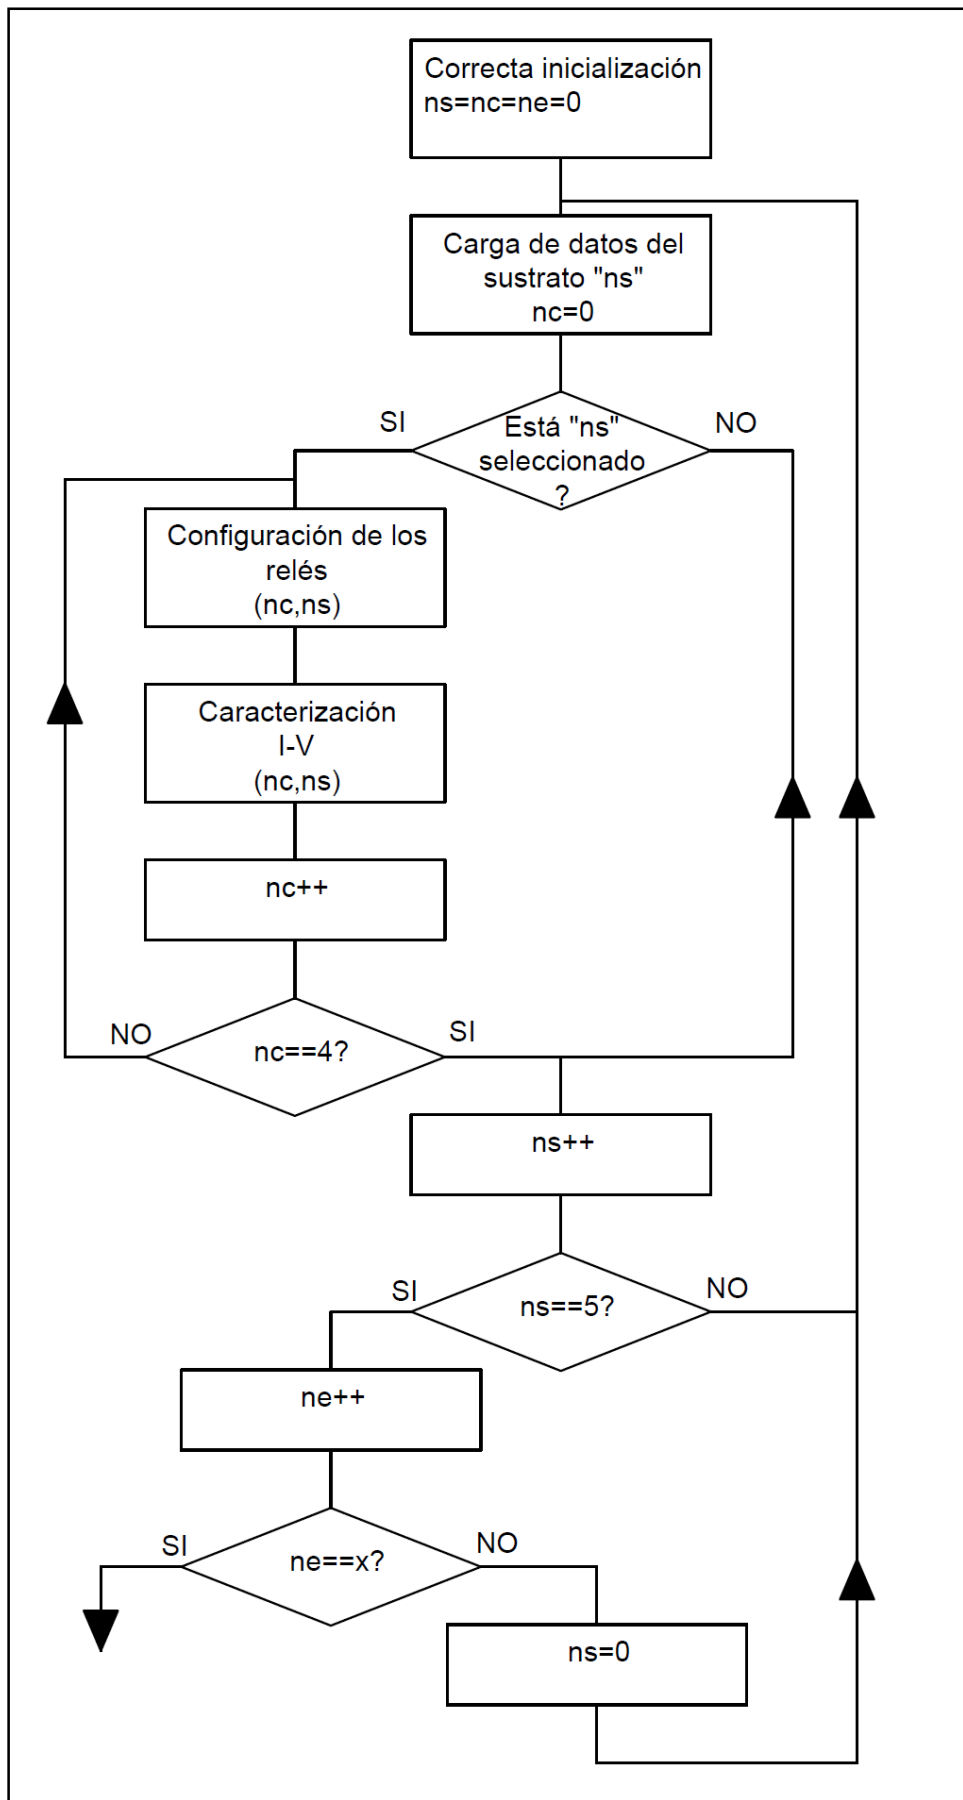 Correcta inicialización
ns=nc=ne=0
Carga de datos del
sustrato "ns"
nc=0
SI
NO
Está "ns"
seleccionado
?
Configuración de los
relés
(nc,ns)
Caracterización
I-V
(nc,ns)
nc++
NO
SI
nc==4?
ns++
SI
NO
ns==5?
ne++
SI
NO
ne==x?
ns=0